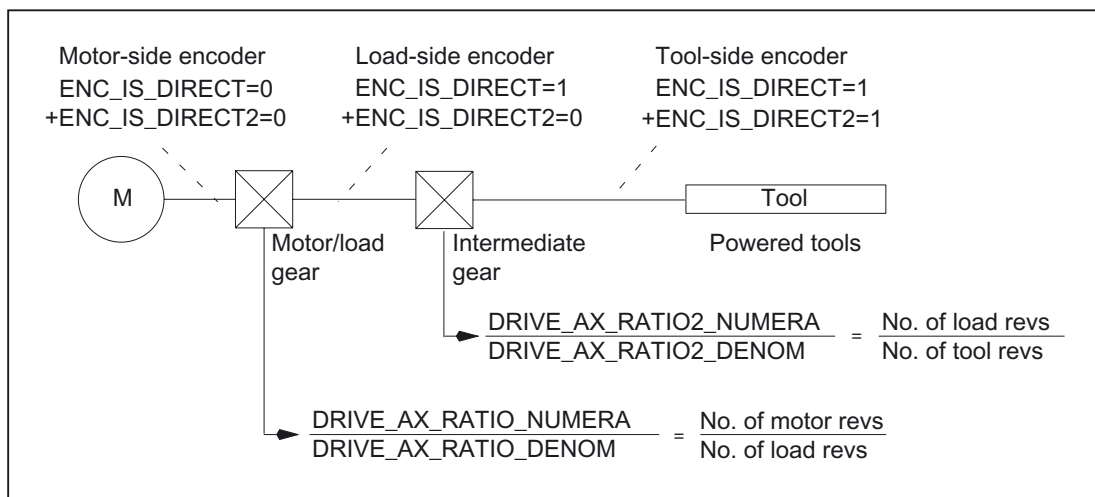 Motor-side encoder
ENC_IS_DIRECT=0
+ENC_IS_DIRECT2=0
Load-side encoder
ENC_IS_DIRECT=1
+ENC_IS_DIRECT2=0
Tool-side encoder
ENC_IS_DIRECT=1
+ENC_IS_DIRECT2=1
M
Tool
Motor/load
gear
Intermediate
gear
Powered tools
DRIVE_AX_RATIO2_NUMERA
DRIVE_AX_RATIO2_DENOM
=
No. of load revs
No. of tool revs
DRIVE_AX_RATIO_NUMERA
DRIVE_AX_RATIO_DENOM
=
No. of motor revs
No. of load revs